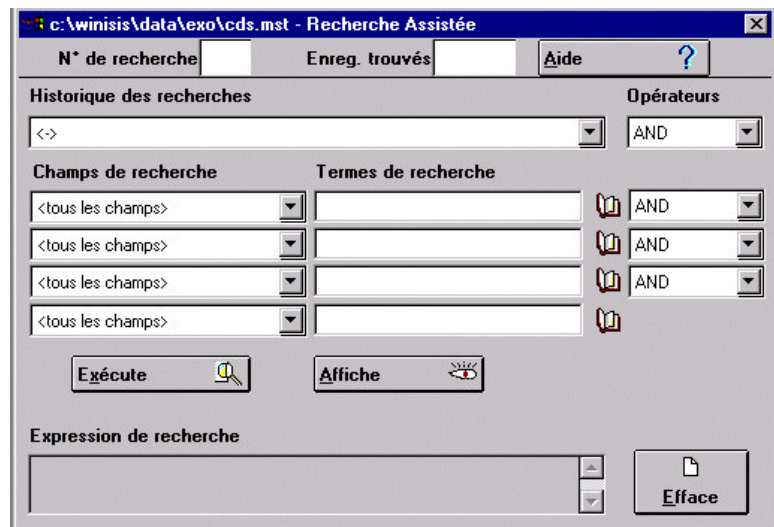 c:\winisis\data\exo\cds.mst - Recherche Assistée
N° de recherche Enreg. trouvés Aide ?
Historique des recherches Opérateurs
<-> AND
Champs de recherche Termes de recherche
<tous les champs> AND
<tous les champs> AND
<tous les champs> AND
<tous les champs>
Exécute Affiche
Expression de recherche
Efface